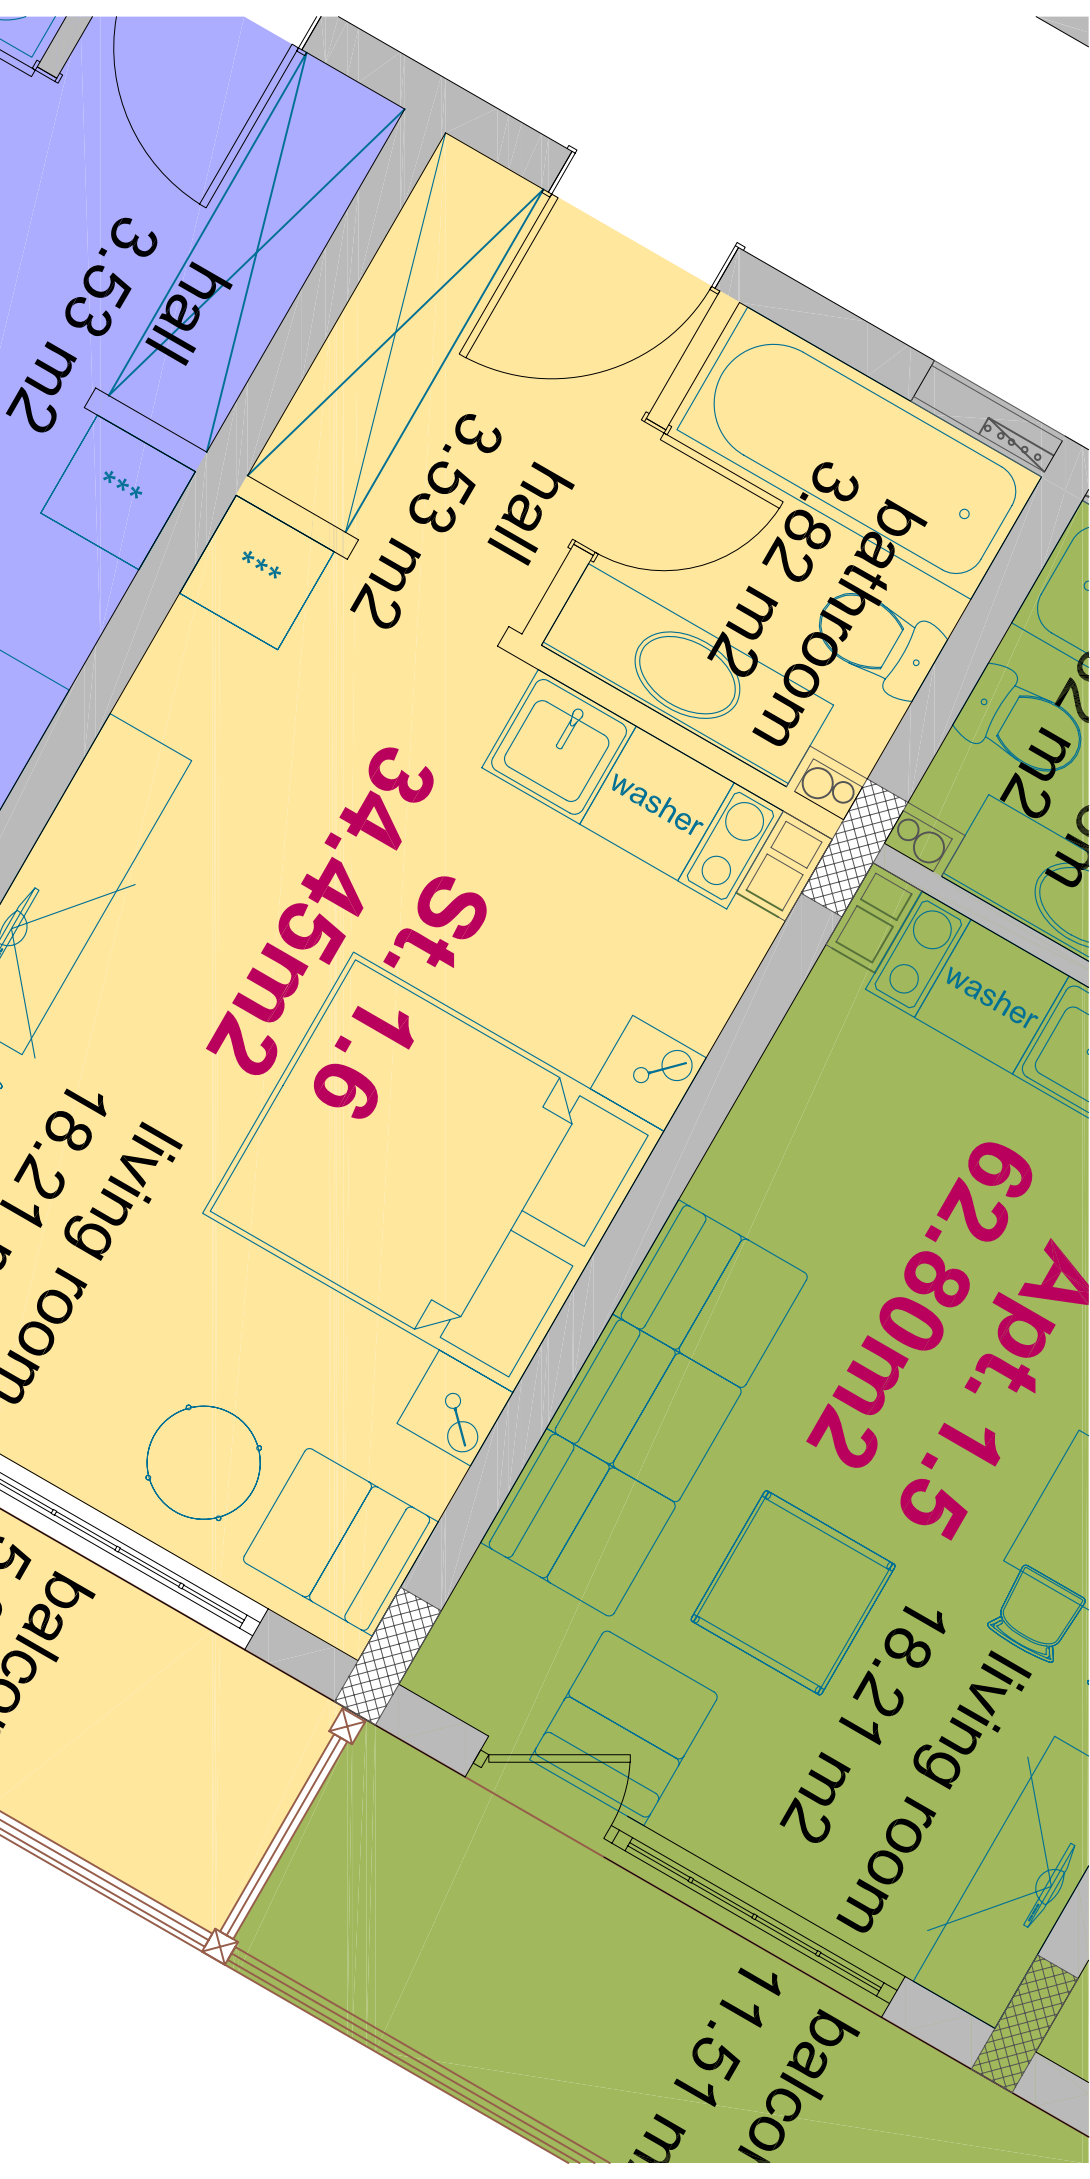 hall
3.53 m2
***
hall
3.53 m2
***
bathroom
3.82 m2
washer
St. 1.6
34.45m2
living room
18.21
m2
washer
Apt. 1.5
62.80m2
living room
18.21 m2
11.51